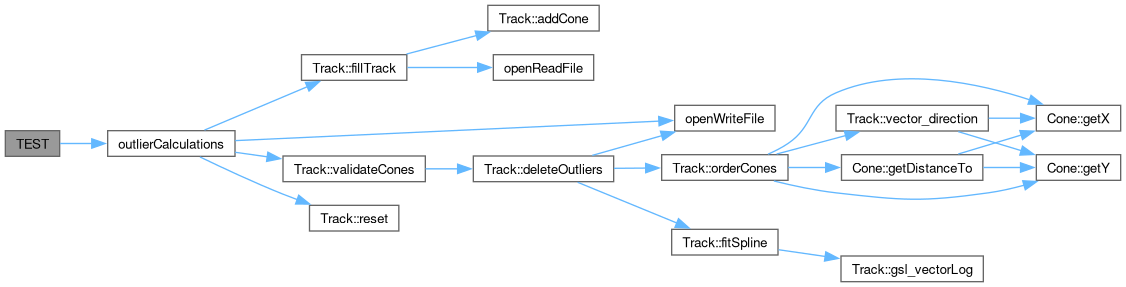 TEST
outlierCalculations
Track::fillTrack
Track::addCone
openReadFile
openWriteFile
Track::validateCones
Track::deleteOutliers
Track::reset
Track::orderCones
Track::vector_direction
Cone::getX
Cone::getDistanceTo
Cone::getY
Track::fitSpline
Track::gsl_vectorLog